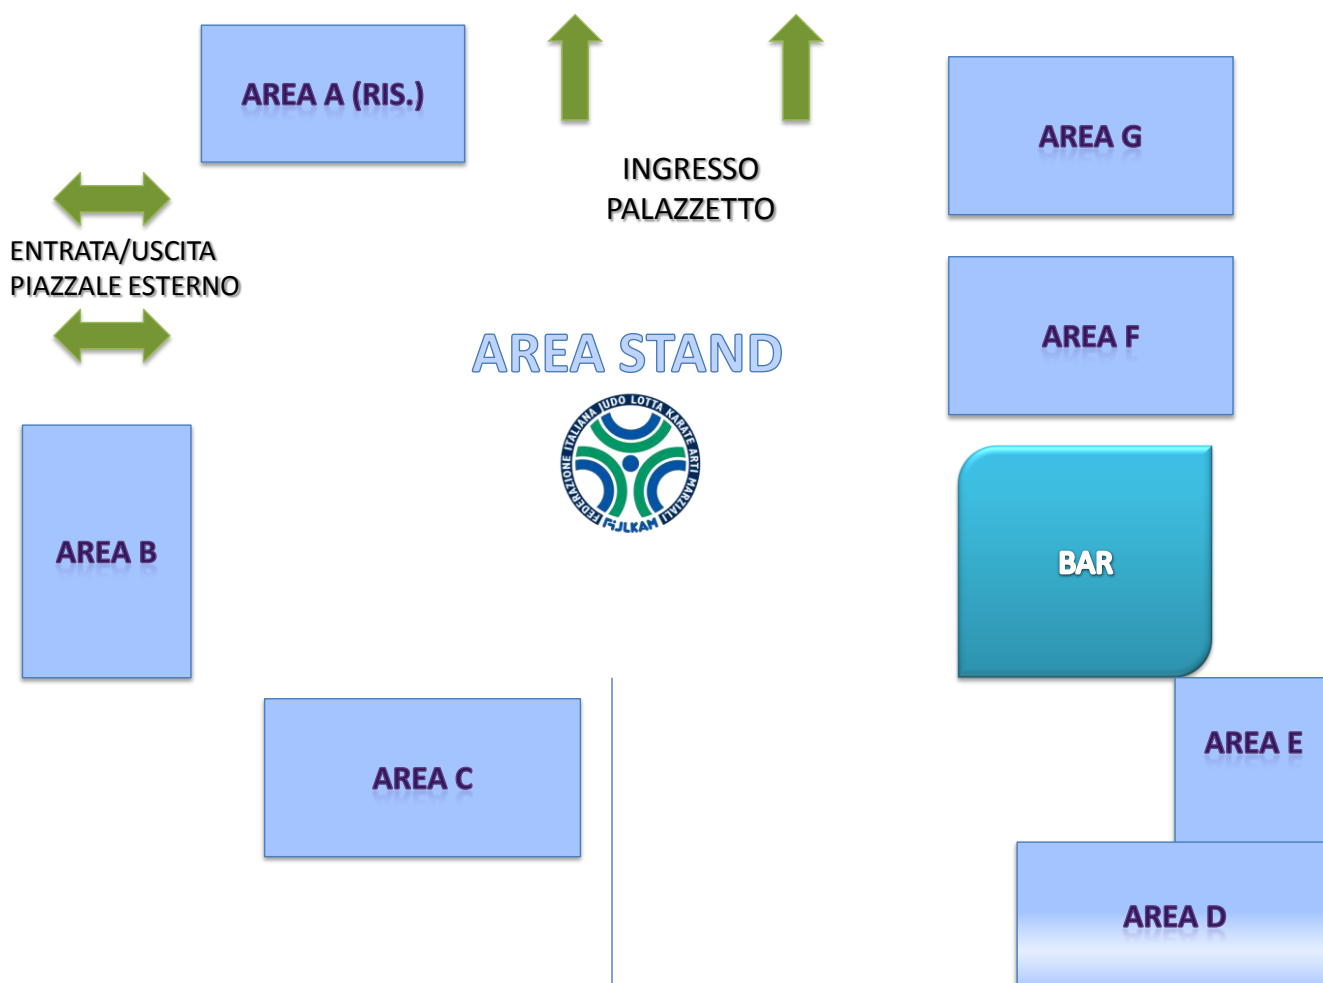 AREA A (RIS.)
AREA G
INGRESSO
PALAZZETTO
ENTRATA/USCITA
PIAZZALE ESTERNO
AREA F
AREA STAND
FEDERAZIONE ITALIANA JUDO LOTTA KARATE ARTI MARZIALI
FIJLKAM
AREA B
BAR
AREA E
AREA C
AREA D